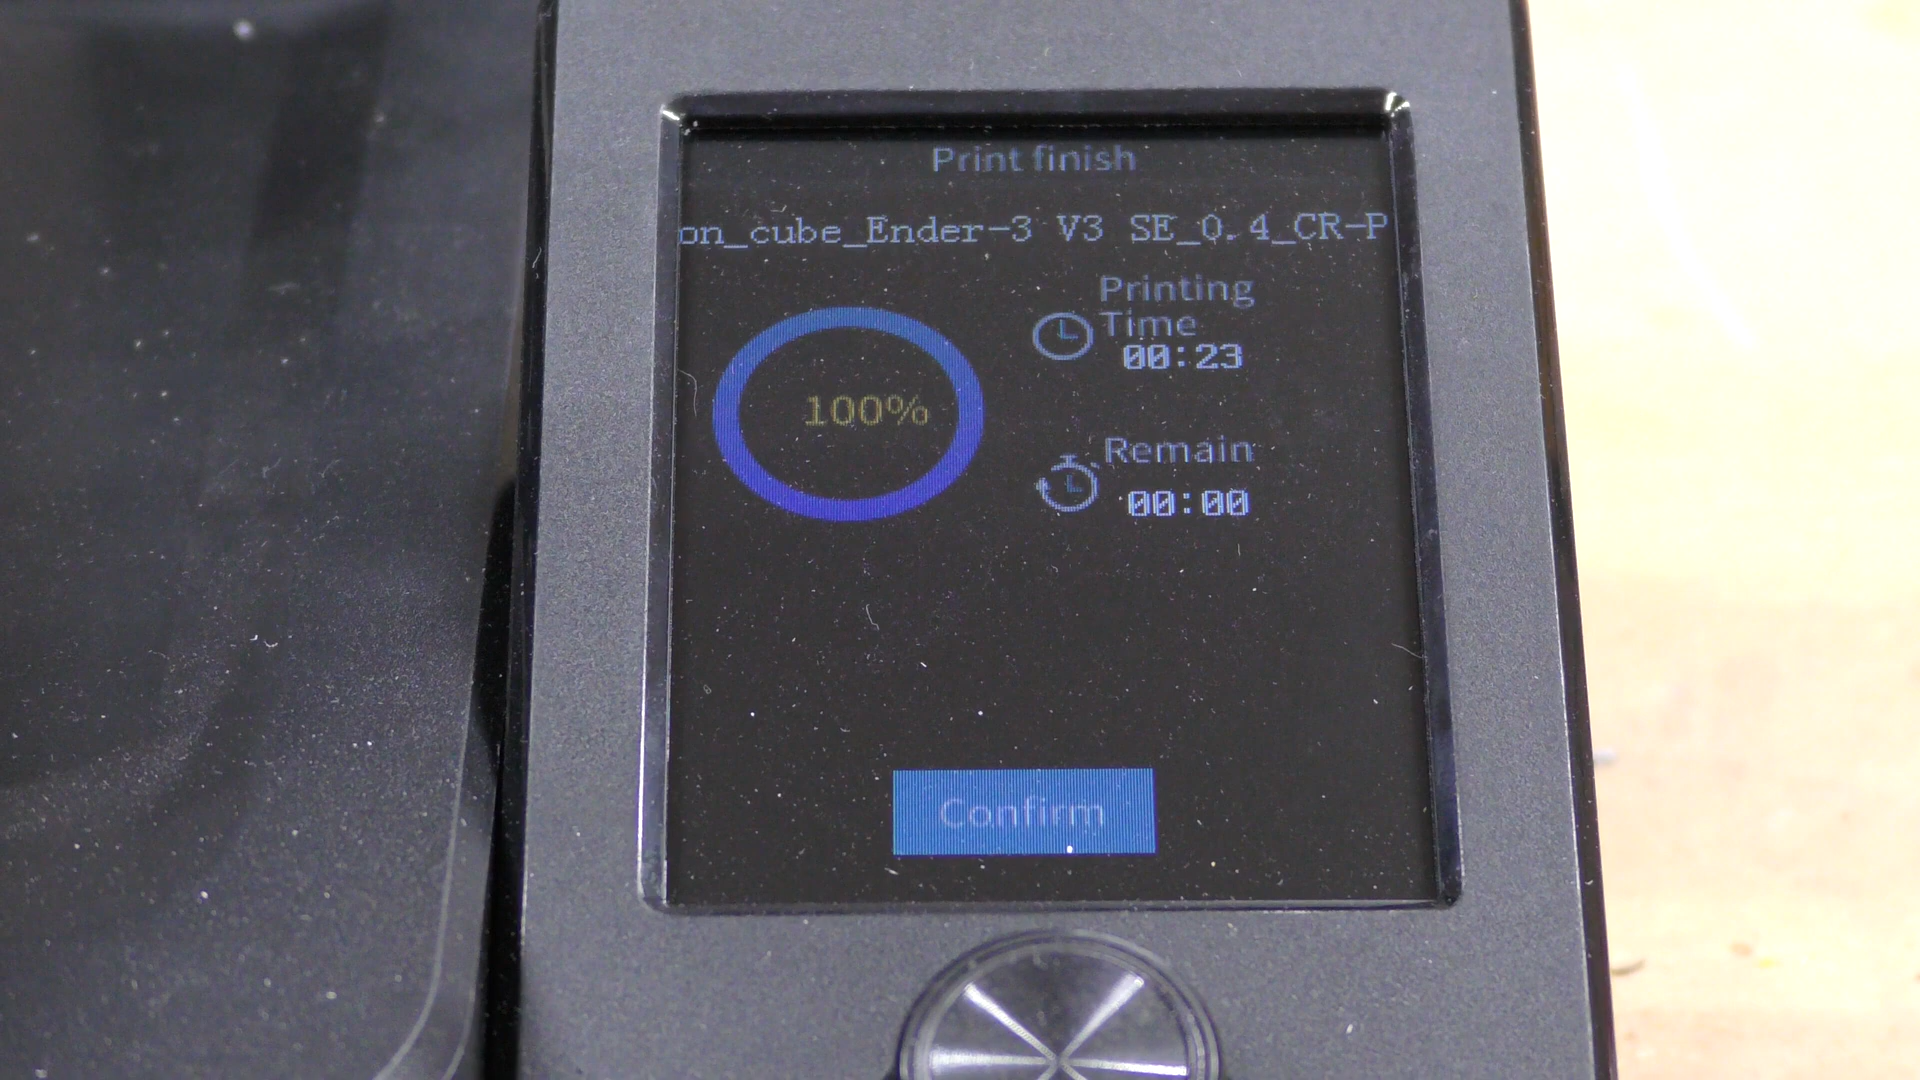 Print finish
on_cube_Ender-3 V3 SE_0.4_CR-P
Printing
Time
00:23
100%
Remain
00:00
Confirm